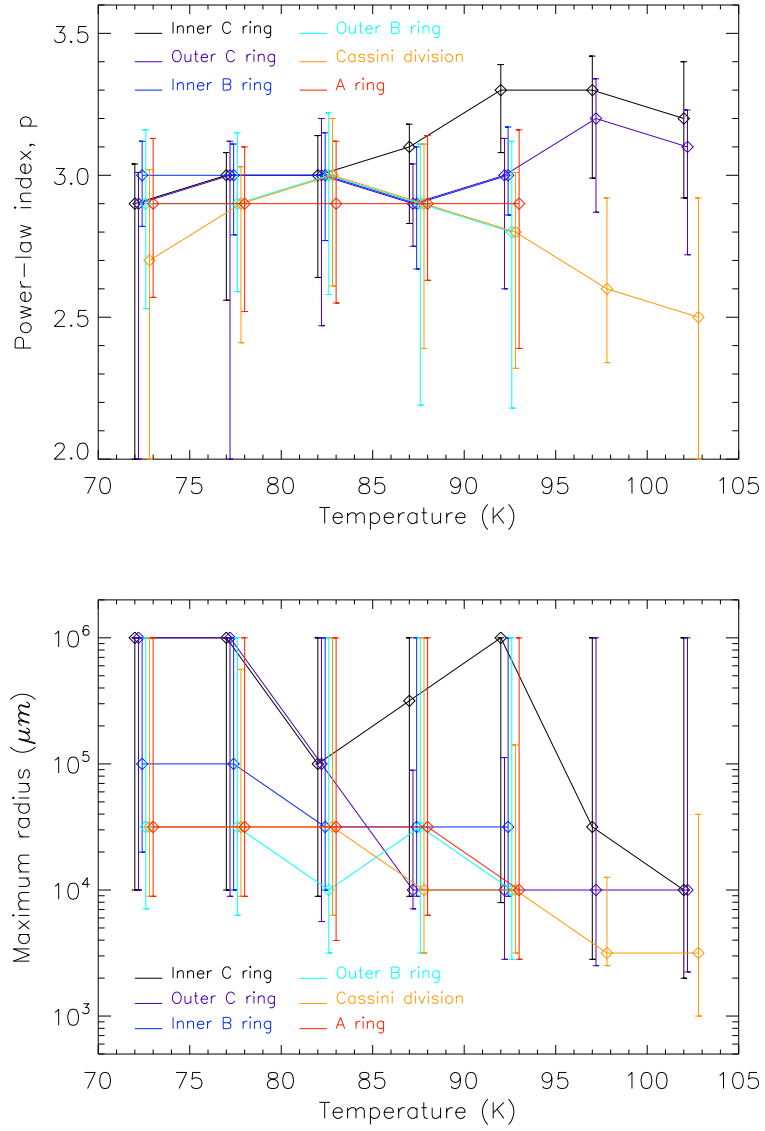 3.5
3.0
2.5
2.0
Power-law index, p
Inner C ring
Outer C ring
Inner B ring
Outer B ring
Cassini division
A ring
70 75 80 85 90 95 100 105
Temperature (K)
10^6
10^5
10^4
10^3
Maximum radius (μm)
Inner C ring
Outer C ring
Inner B ring
Outer B ring
Cassini division
A ring
70 75 80 85 90 95 100 105
Temperature (K)